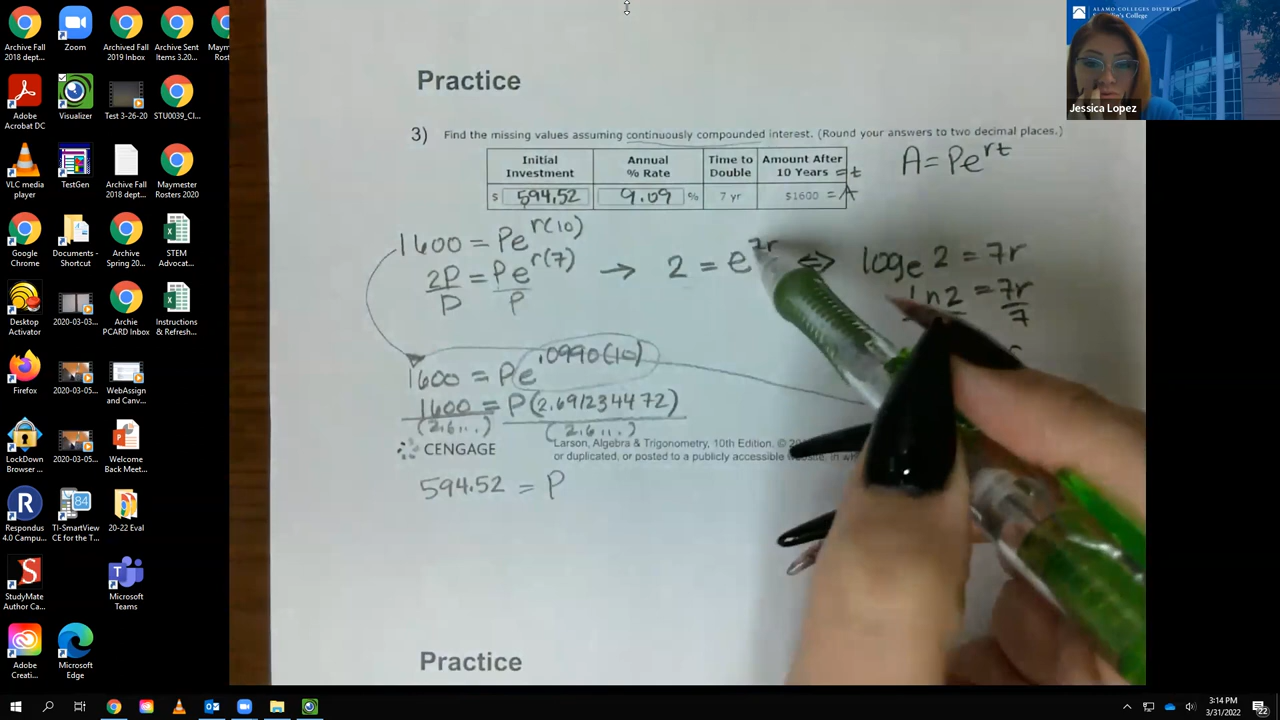 Archive Fall 2018 dept...
Zoom
Archived Fall 2019 Inbox
Archive Sent Items 3.20...
Maymester Rosters
Adobe Acrobat DC
Visualizer
Test 3-26-20
STU0039_Cl...
VLC media player
TestGen
Archive Fall 2018 dept...
Maymester Rosters 2020
Google Chrome
Documents - Shortcut
Archive Spring 20...
STEM Advocat...
Desktop Activator
2020-03-03...
Archie PCARD Inbox
Instructions & Refresh...
Firefox
2020-03-05...
WebAssign and Canv...
LockDown Browser
2020-03-05...
Welcome Back Meet...
Respondus 4.0 Campu...
TI-SmartView CE for the T...
20-22 Eval
StudyMate Author Ca...
Microsoft Teams
Adobe Creati...
Microsoft Edge
ALAMO COLLEGES DISTRICT
Jessica Lopez
Practice
3) Find the missing values assuming continuously compounded interest. (Round your answers to two decimal places.)
Initial Investment
Annual % Rate
Time to Double
Amount After 10 Years = t
$ 594.52
9.09 %
7 yr
$1600 = A
A = Pe^rt
1600 = Pe^r(10)
2P/P = Pe^r(7)/P → 2 = e^7r ⇔ log_e 2 = 7r
ln2 = 7r
7
1600 = Pe^.0990(10)
1600 = P(2.691234472)
(2.6...) (2.6...)
CENGAGE
Larson, Algebra & Trigonometry, 10th Edition. ©
or duplicated, or posted to a publicly accessible website, in
594.52 = P
Practice
3:14 PM
3/31/2022
22